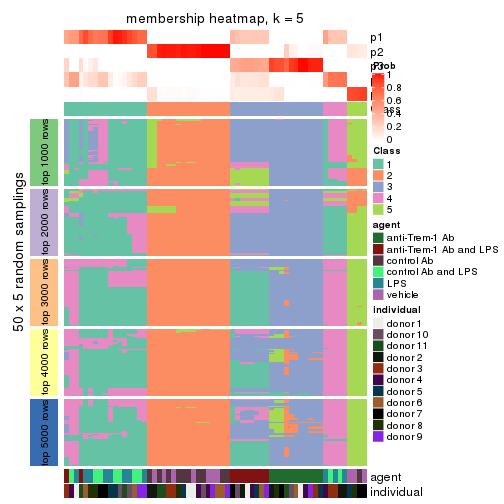 membership heatmap, k = 5
p1
p2
p3
Prob
1
0.8
0.6
0.4
0.2
0
Class
1
2
3
4
5
agent
anti-Trem-1 Ab
anti-Trem-1 Ab and LPS
control Ab
control Ab and LPS
LPS
vehicle
individual
donor 1
donor 10
donor 11
donor 2
donor 3
donor 4
donor 5
donor 6
donor 7
donor 8
donor 9
50 x 5 random samplings
top 1000 rows
top 2000 rows
top 3000 rows
top 4000 rows
top 5000 rows
agent
individual